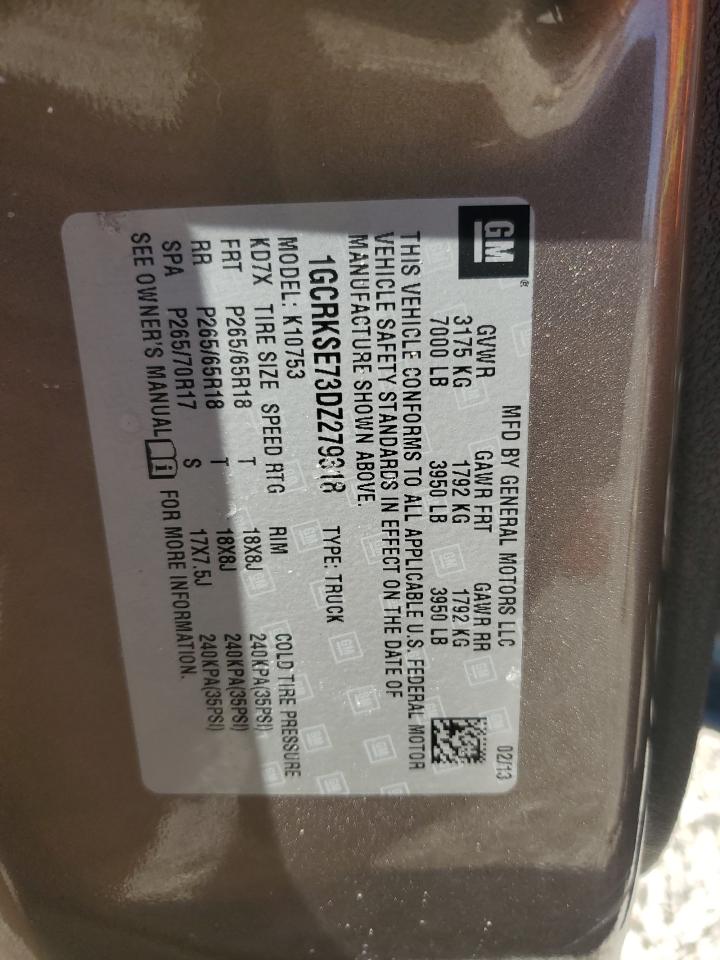 GM®
MFD BY GENERAL MOTORS LLC 02/13
GVWR GAWR FRT GAWR RR
3175 KG 1792 KG 1792 KG
7000 LB 3950 LB 3950 LB
THIS VEHICLE CONFORMS TO ALL APPLICABLE U.S. FEDERAL MOTOR
VEHICLE SAFETY STANDARDS IN EFFECT ON THE DATE OF
MANUFACTURE SHOWN ABOVE.
TYPE: TRUCK
MODEL: K10753
KD7X TIRE SIZE SPEED RTG RIM COLD TIRE PRESSURE
FRT P265/65R18 T 18X8J 240KPA(35PSI)
RR P265/65R18 T 18X8J 240KPA(35PSI)
SPA P265/70R17 S 17X7.5J 240KPA(35PSI)
SEE OWNER'S MANUAL FOR MORE INFORMATION.